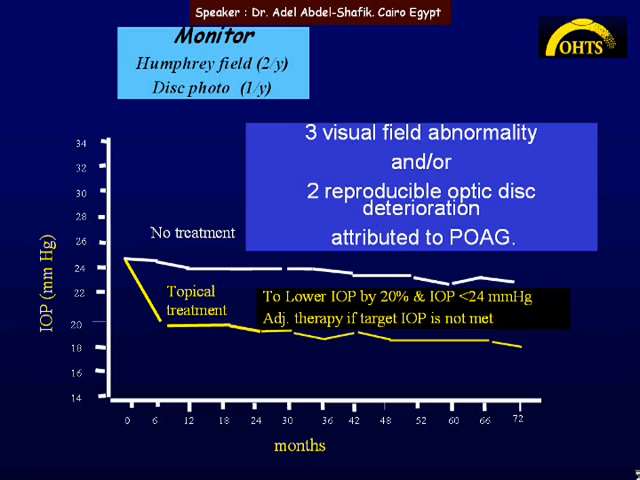 Speaker : Dr. Adel Abdel-Shafik. Cairo Egypt
Monitor
Humphrey field (2/y)
Disc photo (1/y)
OHTS
3 visual field abnormality
and/or
2 reproducible optic disc
deterioration
attributed to POAG.
No treatment
Topical
treatment
To Lower IOP by 20% & IOP <24 mmHg
Adj. therapy if target IOP is not met
IOP (mm Hg)
34
32
30
28
26
24
22
20
18
16
14
0 6 12 18 24 30 36 42 48 52 60 66 72
months